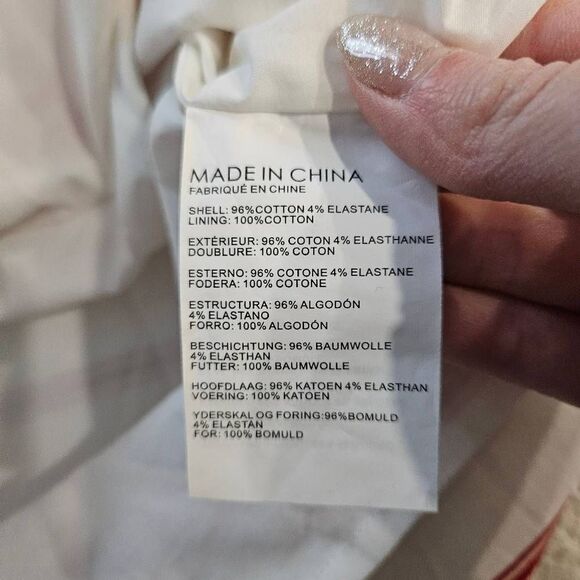 MADE IN CHINA
FABRIQUÉ EN CHINE
SHELL: 96%COTTON 4% ELASTANE
LINING: 100%COTTON
EXTÉRIEUR: 96% COTON 4% ELASTHANNE
DOUBLURE: 100% COTON
ESTERNO: 96% COTONE 4% ELASTANE
FODERA: 100% COTONE
ESTRUCTURA: 96% ALGODÓN
4% ELASTANO
FORRO: 100% ALGODÓN
BESCHICHTUNG: 96% BAUMWOLLE
4% ELASTHAN
FUTTER: 100% BAUMWOLLE
HOOFDLAAG: 96% KATOEN 4% ELASTHAN
VOERING: 100% KATOEN
YDERSKAL OG FORING:96%BOMULD
4% ELASTAN
FOR: 100% BOMULD